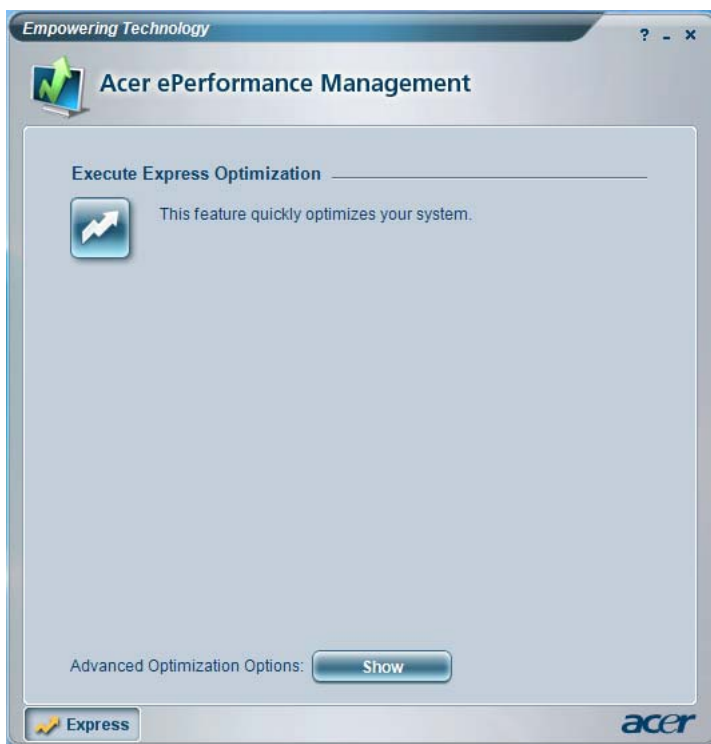 Empowering Technology
? - x
Acer ePerformance Management
Execute Express Optimization
This feature quickly optimizes your system.
Advanced Optimization Options: Show
Express
acer